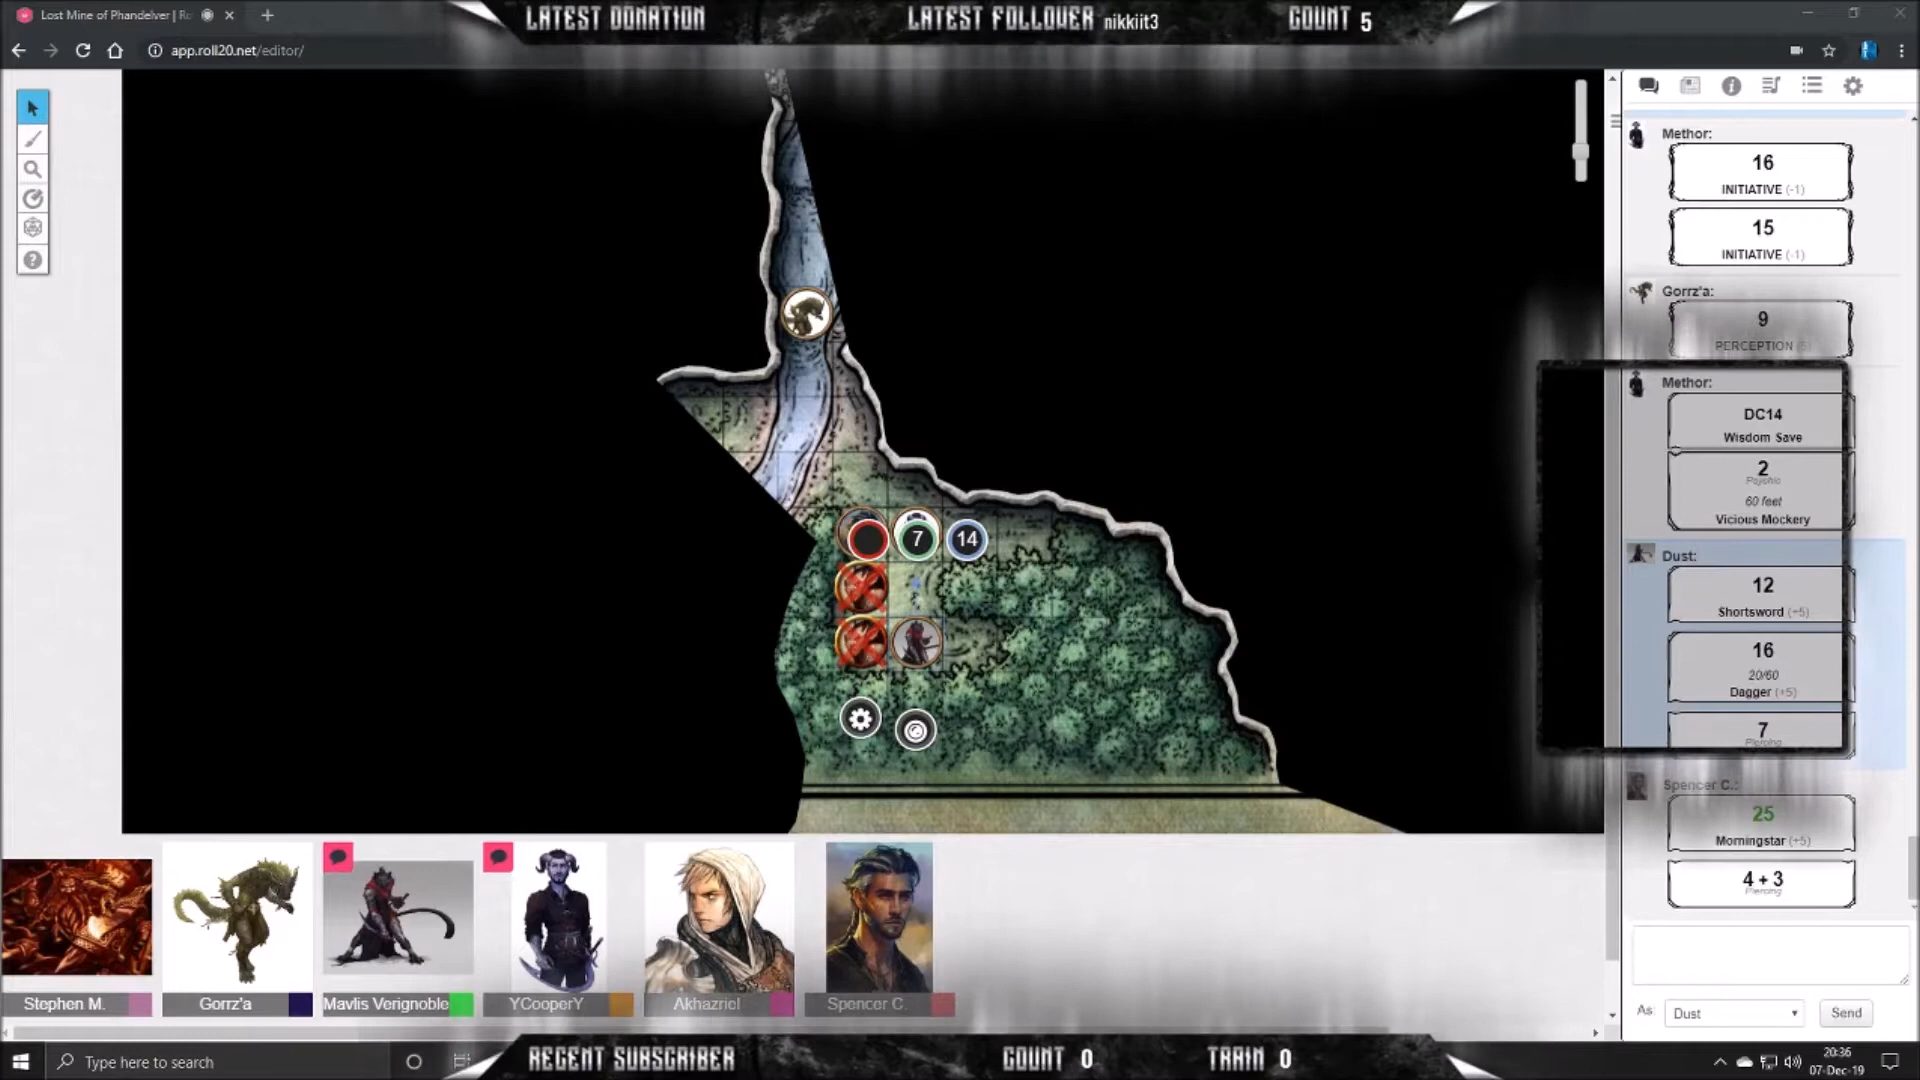 Lost Mine of Phandelver | Ro
LATEST DONATION
LATEST FOLLOWER nikkiit3
COUNT 5
app.roll20.net/editor/
Methor:
16
INITIATIVE (-1)
15
INITIATIVE (-1)
Gorrz'a:
9
PERCEPTION
Methor:
DC14
Wisdom Save
2
Psychic
60 feet
Vicious Mockery
Dust:
12
Shortsword (+5)
16
20/60
Dagger (+5)
7
Piercing
Spencer C.:
25
Morningstar (+5)
4 + 3
Piercing
7
14
Stephen M.
Gorrz'a
Mavlis Verignoble
YCooperY
Akhazriel
Spencer C.
As:
Dust
Send
Type here to search
RECENT SUBSCRIBER
COUNT 0
TRAIN 0
20:36
07-Dec-19